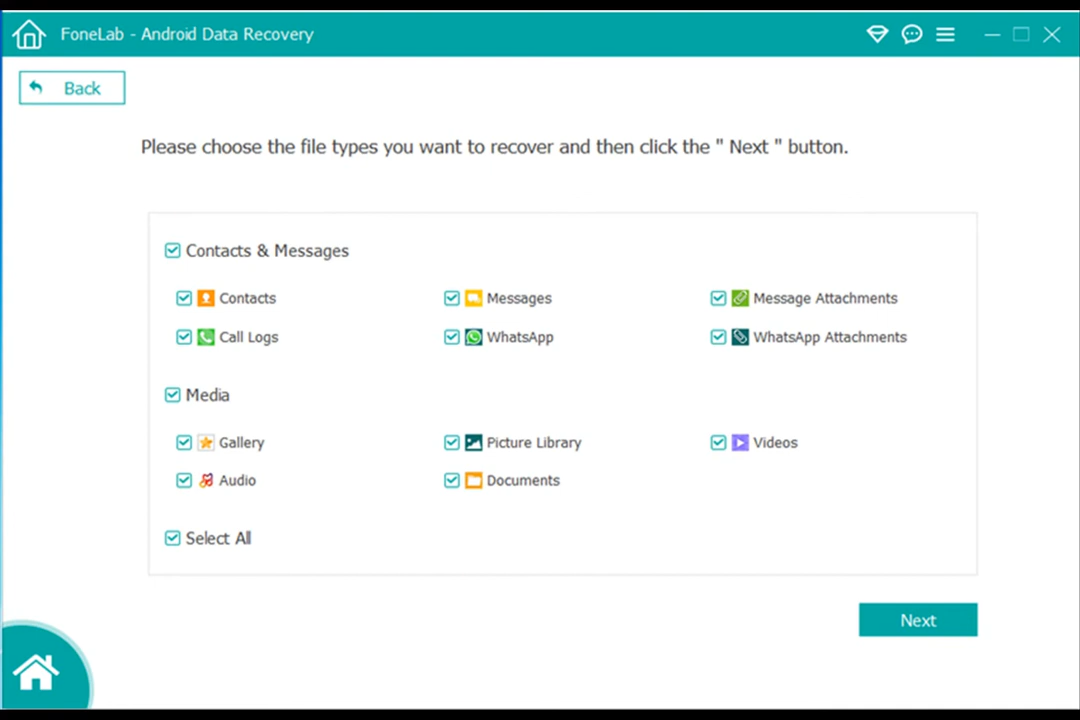 FoneLab - Android Data Recovery
Back
Please choose the file types you want to recover and then click the " Next " button.
Contacts & Messages
Contacts Messages Message Attachments
Call Logs WhatsApp WhatsApp Attachments
Media
Gallery Picture Library Videos
Audio Documents
Select All
Next